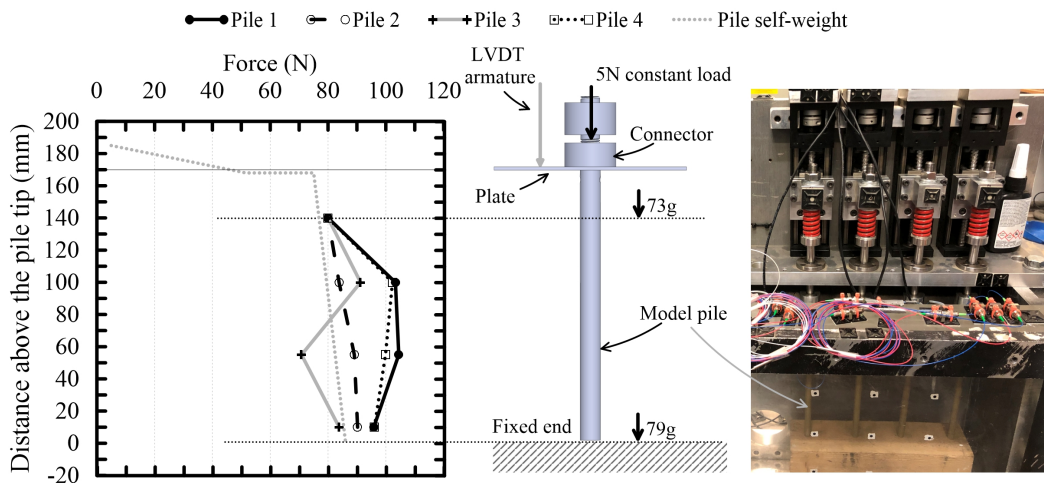 Pile 1 Pile 2 Pile 3 Pile 4 Pile self-weight
Force (N)
0 20 40 60 80 100 120
Distance above the pile tip (mm)
200
180
160
140
120
100
80
60
40
20
0
-20
LVDT
armature
5N constant load
Connector
Plate
73g
Model pile
Fixed end
79g